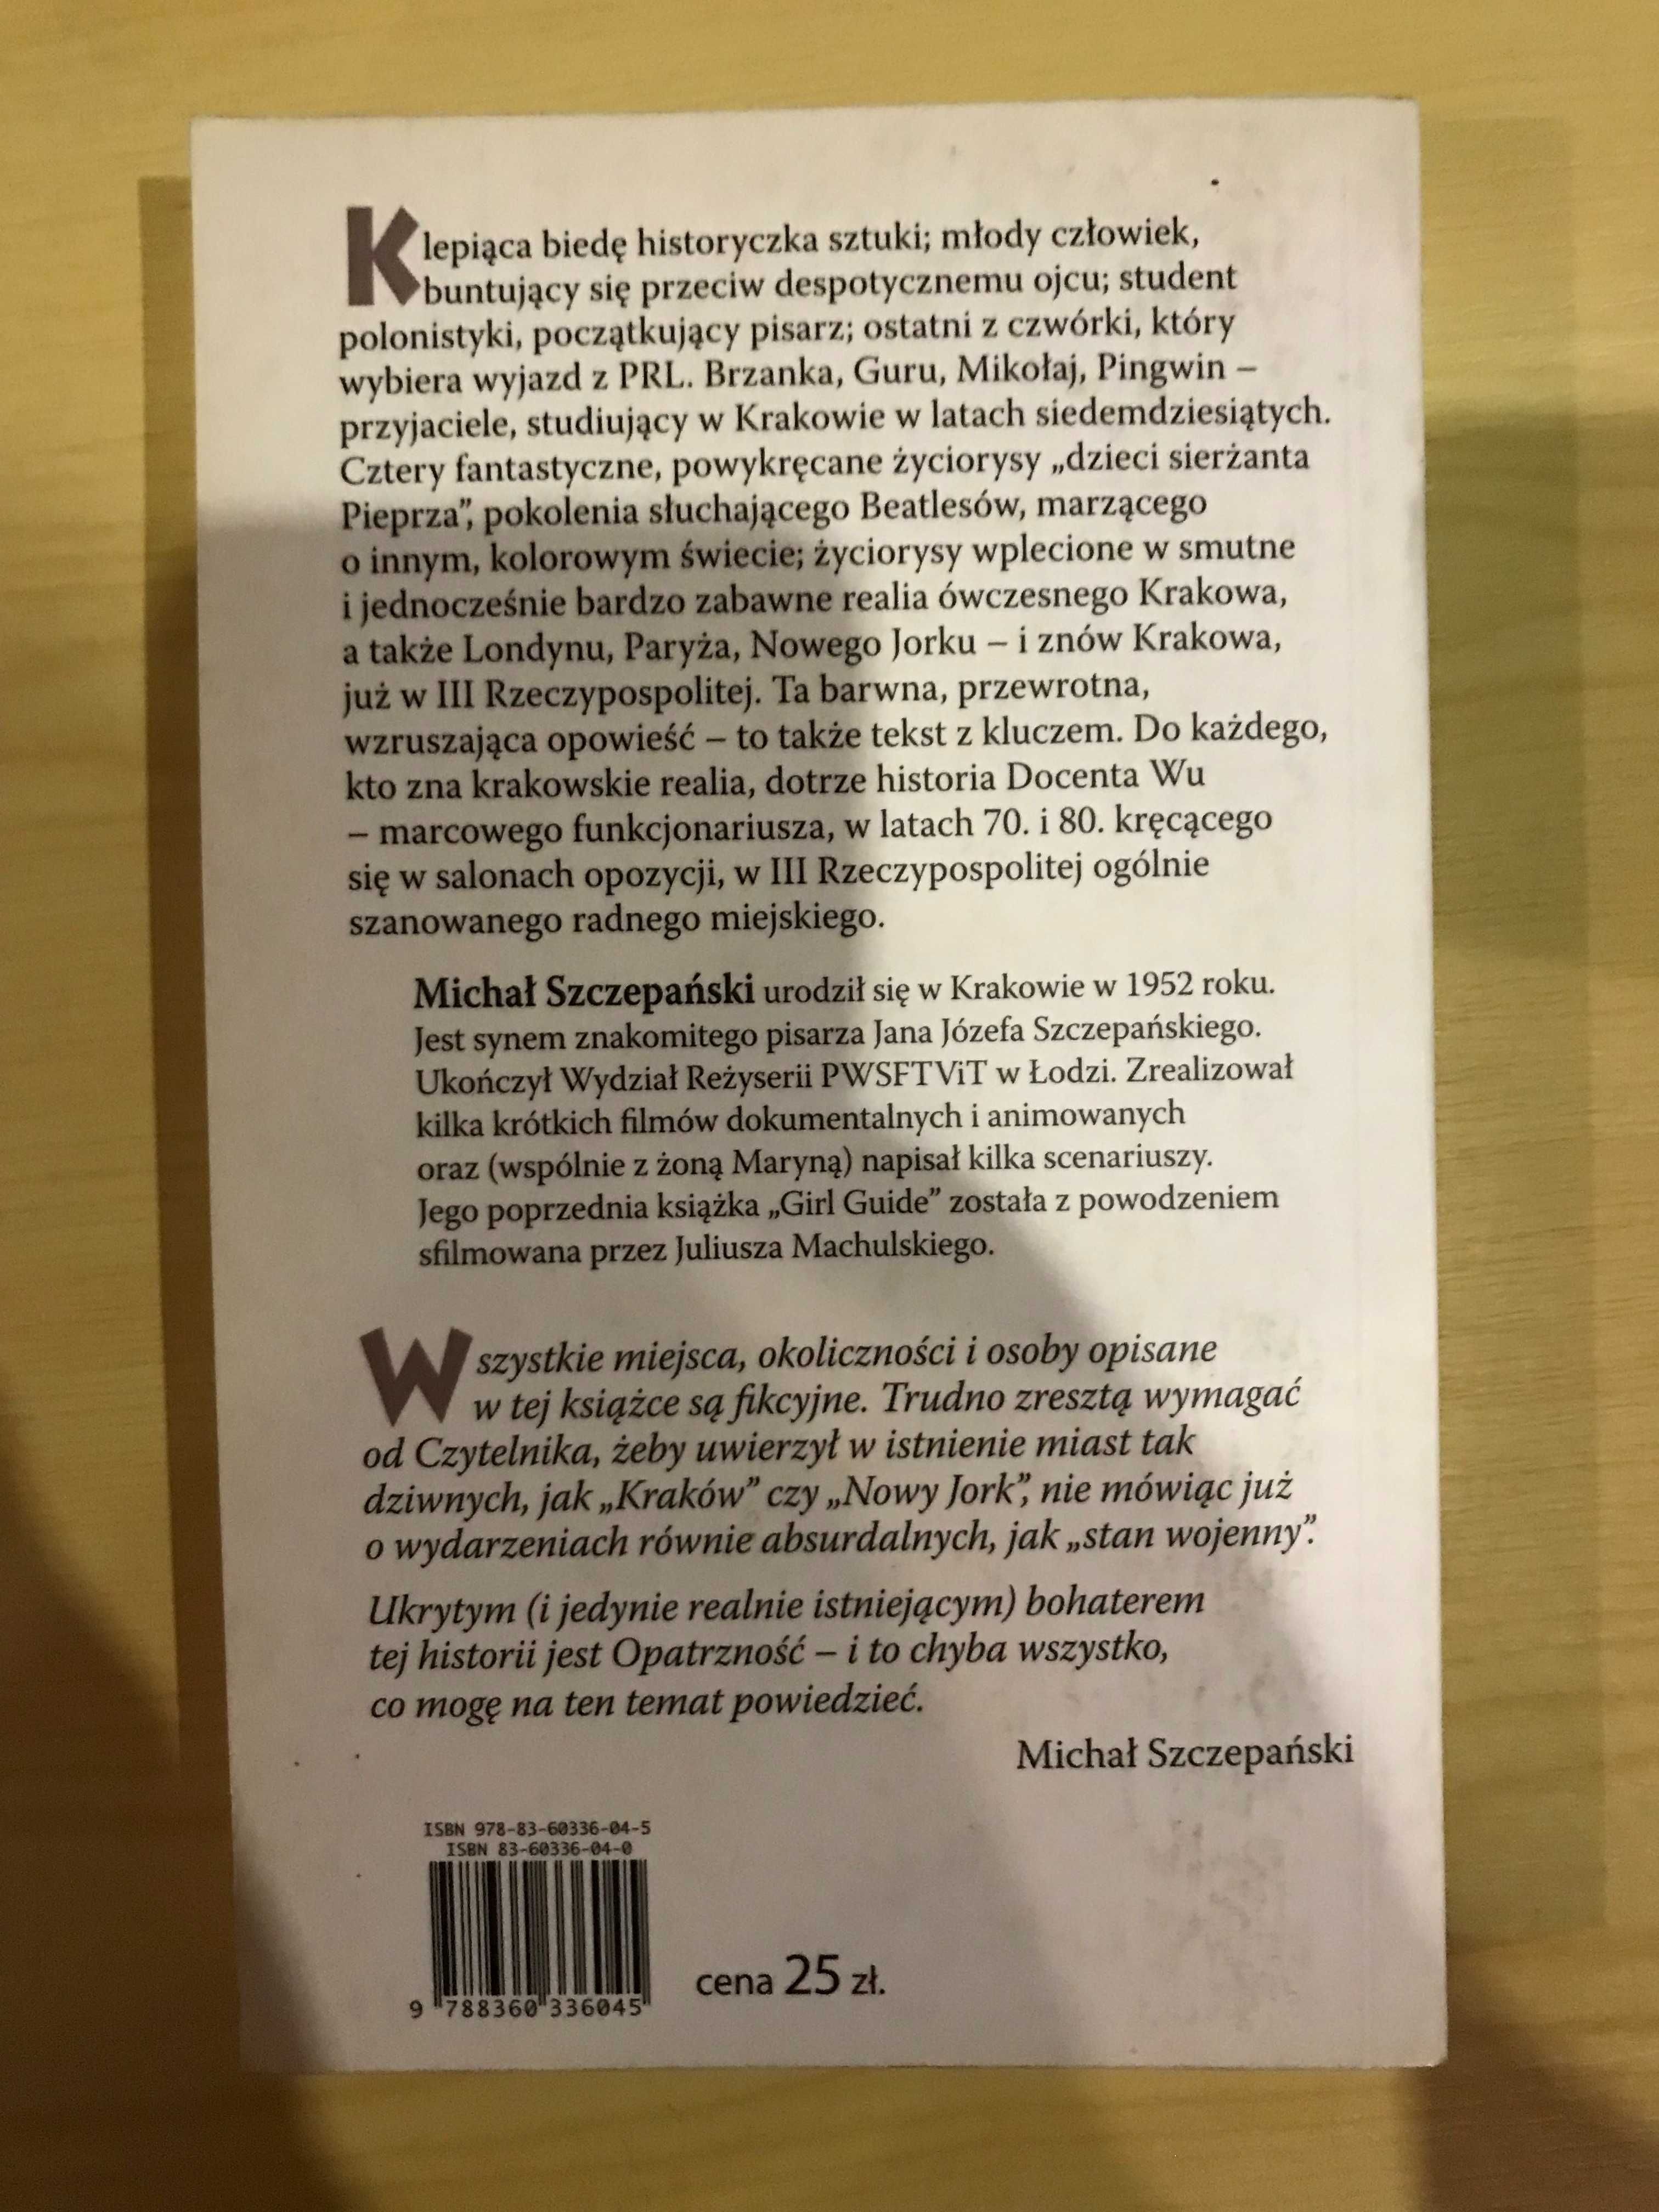 Klepiąca biedę historyczka sztuki; młody człowiek,
buntujący się przeciw despotycznemu ojcu; student
polonistyki, początkujący pisarz; ostatni z czwórki, który
wybiera wyjazd z PRL. Brzanka, Guru, Mikołaj, Pingwin –
przyjaciele, studiujący w Krakowie w latach siedemdziesiątych.
Cztery fantastyczne, powykręcane życiorysy „dzieci sierżanta
Pieprza”, pokolenia słuchającego Beatlesów, marzącego
o innym, kolorowym świecie; życiorysy wplecione w smutne
i jednocześnie bardzo zabawne realia ówczesnego Krakowa,
a także Londynu, Paryża, Nowego Jorku – i znów Krakowa,
już w III Rzeczypospolitej. Ta barwna, przewrotna,
wzruszająca opowieść – to także tekst z kluczem. Do każdego,
kto zna krakowskie realia, dotrze historia Docenta Wu
– marcowego funkcjonariusza, w latach 70. i 80. kręcącego
się w salonach opozycji, w III Rzeczypospolitej ogólnie
szanowanego radnego miejskiego.
Michał Szczepański urodził się w Krakowie w 1952 roku.
Jest synem znakomitego pisarza Jana Józefa Szczepańskiego.
Ukończył Wydział Reżyserii PWSFTViT w Łodzi. Zrealizował
kilka krótkich filmów dokumentalnych i animowanych
oraz (wspólnie z żoną Maryną) napisał kilka scenariuszy.
Jego poprzednia książka „Girl Guide” została z powodzeniem
sfilmowana przez Juliusza Machulskiego.
Wszystkie miejsca, okoliczności i osoby opisane
w tej książce są fikcyjne. Trudno zresztą wymagać
od Czytelnika, żeby uwierzył w istnienie miast tak
dziwnych, jak „Kraków” czy „Nowy Jork”, nie mówiąc już
o wydarzeniach równie absurdalnych, jak „stan wojenny”.
Ukrytym (i jedynie realnie istniejącym) bohaterem
tej historii jest Opatrzność – i to chyba wszystko,
co mogę na ten temat powiedzieć.
Michał Szczepański
ISBN 978-83-60336-04-5
ISBN 83-60336-04-0
9 788360 336045
cena 25 zł.